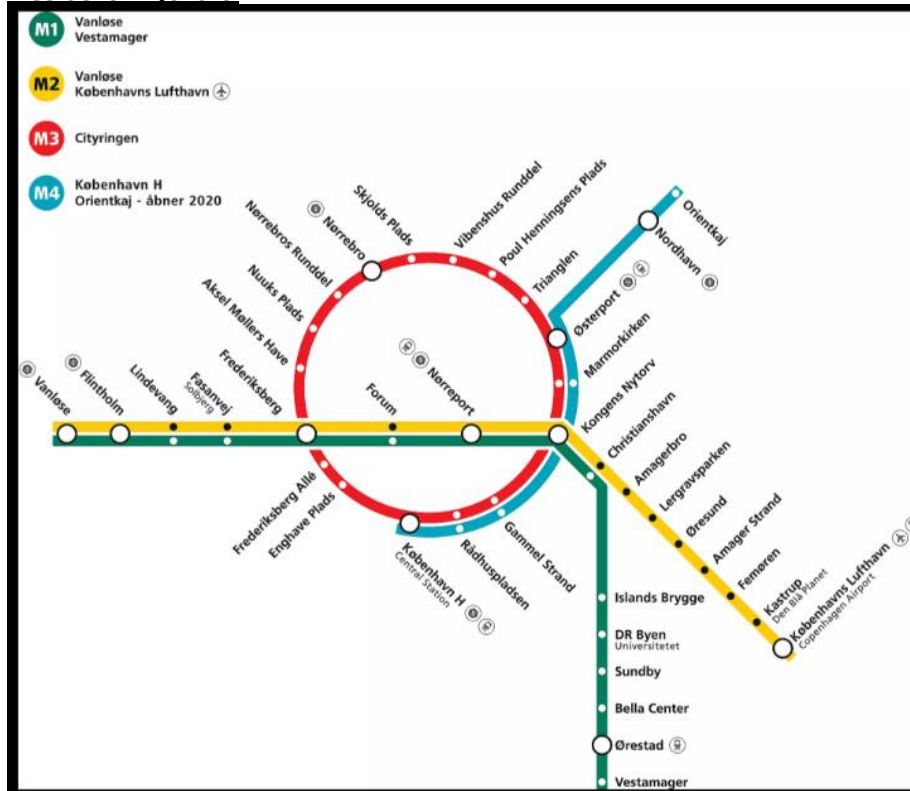 M1 Vanløse
Vestamager
M2 Vanløse
Københavns Lufthavn
M3 Cityringen
M4 København H
Orientkaj - åbner 2020
Vanløse
Flintholm
Lindevang
Fasanvej
Solbjerg
Frederiksberg
Aksel Møllers Have
Nuuks Plads
Nørrebros Runddel
Nørrebro
Skjolds Plads
Vibenshus Runddel
Poul Henningsens Plads
Trianglen
Østerport
Nordhavn
Orientkaj
Marmorkirken
Forum
Nørreport
Kongens Nytorv
Christianshavn
Amagerbro
Lergravsparken
Øresund
Amager Strand
Femøren
Kastrup
Den Blå Planet
Københavns Lufthavn
Copenhagen Airport
Frederiksberg Allé
Enghave Plads
København H
Central Station
Rådhuspladsen
Gammel Strand
Islands Brygge
DR Byen
Universitetet
Sundby
Bella Center
Ørestad
Vestamager